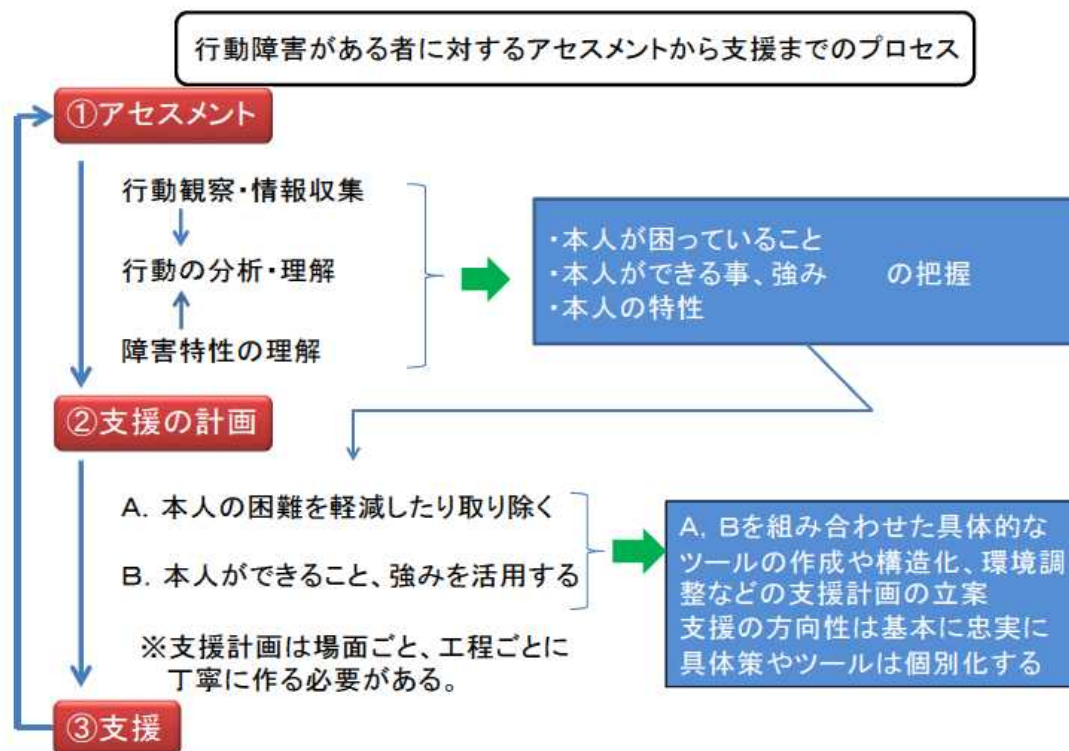 行動障害がある者に対するアセスメントから支援までのプロセス
①アセスメント
行動観察・情報収集
行動の分析・理解
障害特性の理解
・本人が困っていること
・本人ができる事、強み　　の把握
・本人の特性
②支援の計画
A. 本人の困難を軽減したり取り除く
B. 本人ができること、強みを活用する
※支援計画は場面ごと、工程ごとに
丁寧に作る必要がある。
A, Bを組み合わせた具体的な
ツールの作成や構造化、環境調
整などの支援計画の立案
支援の方向性は基本に忠実に
具体策やツールは個別化する
③支援